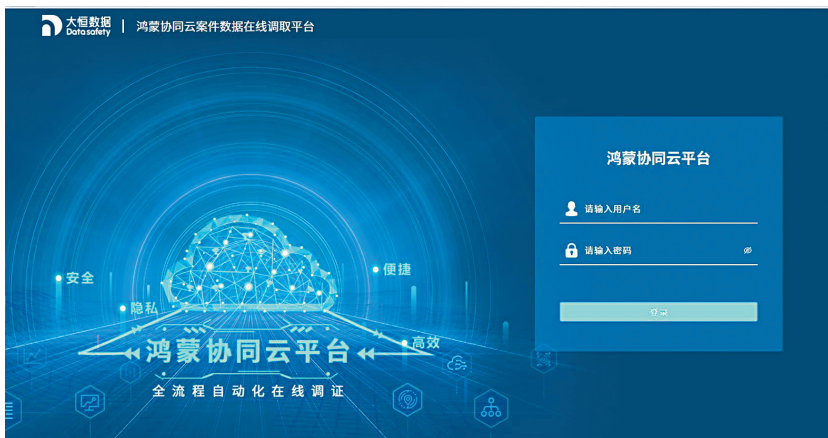 大恒数据
Data safety
鸿蒙协同云案件数据在线调取平台
鸿蒙协同云平台
请输入用户名
请输入密码
登录
安全
便捷
隐私
高效
鸿蒙协同云平台
全流程自动化在线调证